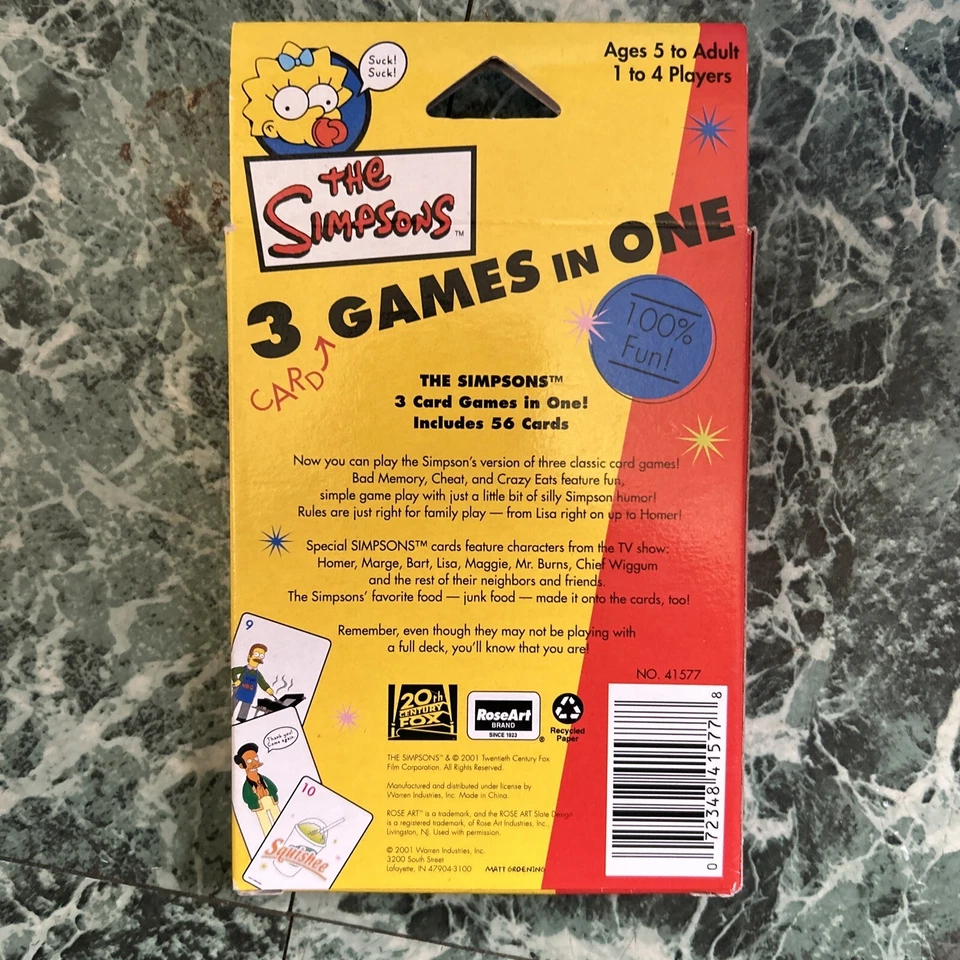 Suck!
Suck!
Ages 5 to Adult
1 to 4 Players
THE
SIMPSONS™
3 GAMES IN ONE
CARD
100%
Fun!
THE SIMPSONS™
3 Card Games in One!
Includes 56 Cards
Now you can play the Simpson's version of three classic card games!
Bad Memory, Cheat, and Crazy Eats feature fun,
simple game play with just a little bit of silly Simpson humor!
Rules are just right for family play — from Lisa right on up to Homer!
Special SIMPSONS™ cards feature characters from the TV show:
Homer, Marge, Bart, Lisa, Maggie, Mr. Burns, Chief Wiggum
and the rest of their neighbors and friends.
The Simpsons' favorite food — junk food — made it onto the cards, too!
Remember, even though they may not be playing with
a full deck, you'll know that you are!
NO. 41577
9
Thank you!
Come again
10
Squishee
20th
CENTURY
FOX
RoseArt
BRAND
SINCE 1923
®
Recycled
Paper
THE SIMPSONS™ & © 2001 Twentieth Century Fox
Film Corporation. All Rights Reserved.
Manufactured and distributed under license by
Warren Industries, Inc. Made in China.
ROSE ART™ is a trademark, and the ROSE ART Slate Design
is a registered trademark, of Rose Art Industries, Inc.,
Livingston, NJ. Used with permission.
© 2001 Warren Industries, Inc.
3200 South Street
Lafayette, IN 47904-3100
MATT GROENING
0 72348 41577 8